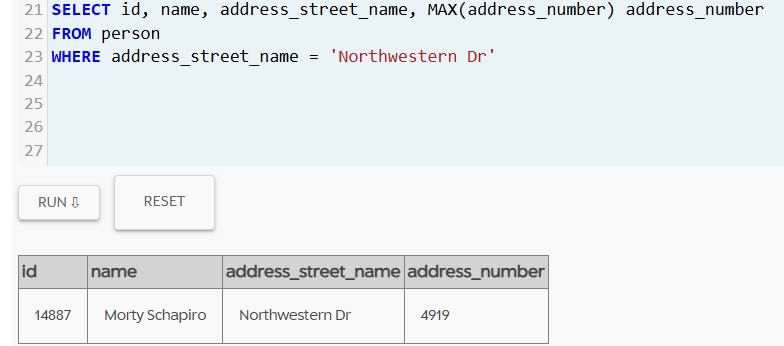 21 SELECT id, name, address_street_name, MAX(address_number) address_number
22 FROM person
23 WHERE address_street_name = 'Northwestern Dr'
24
25
26
27
RUN ⇩
RESET
id name address_street_name address_number
14887 Morty Schapiro Northwestern Dr 4919